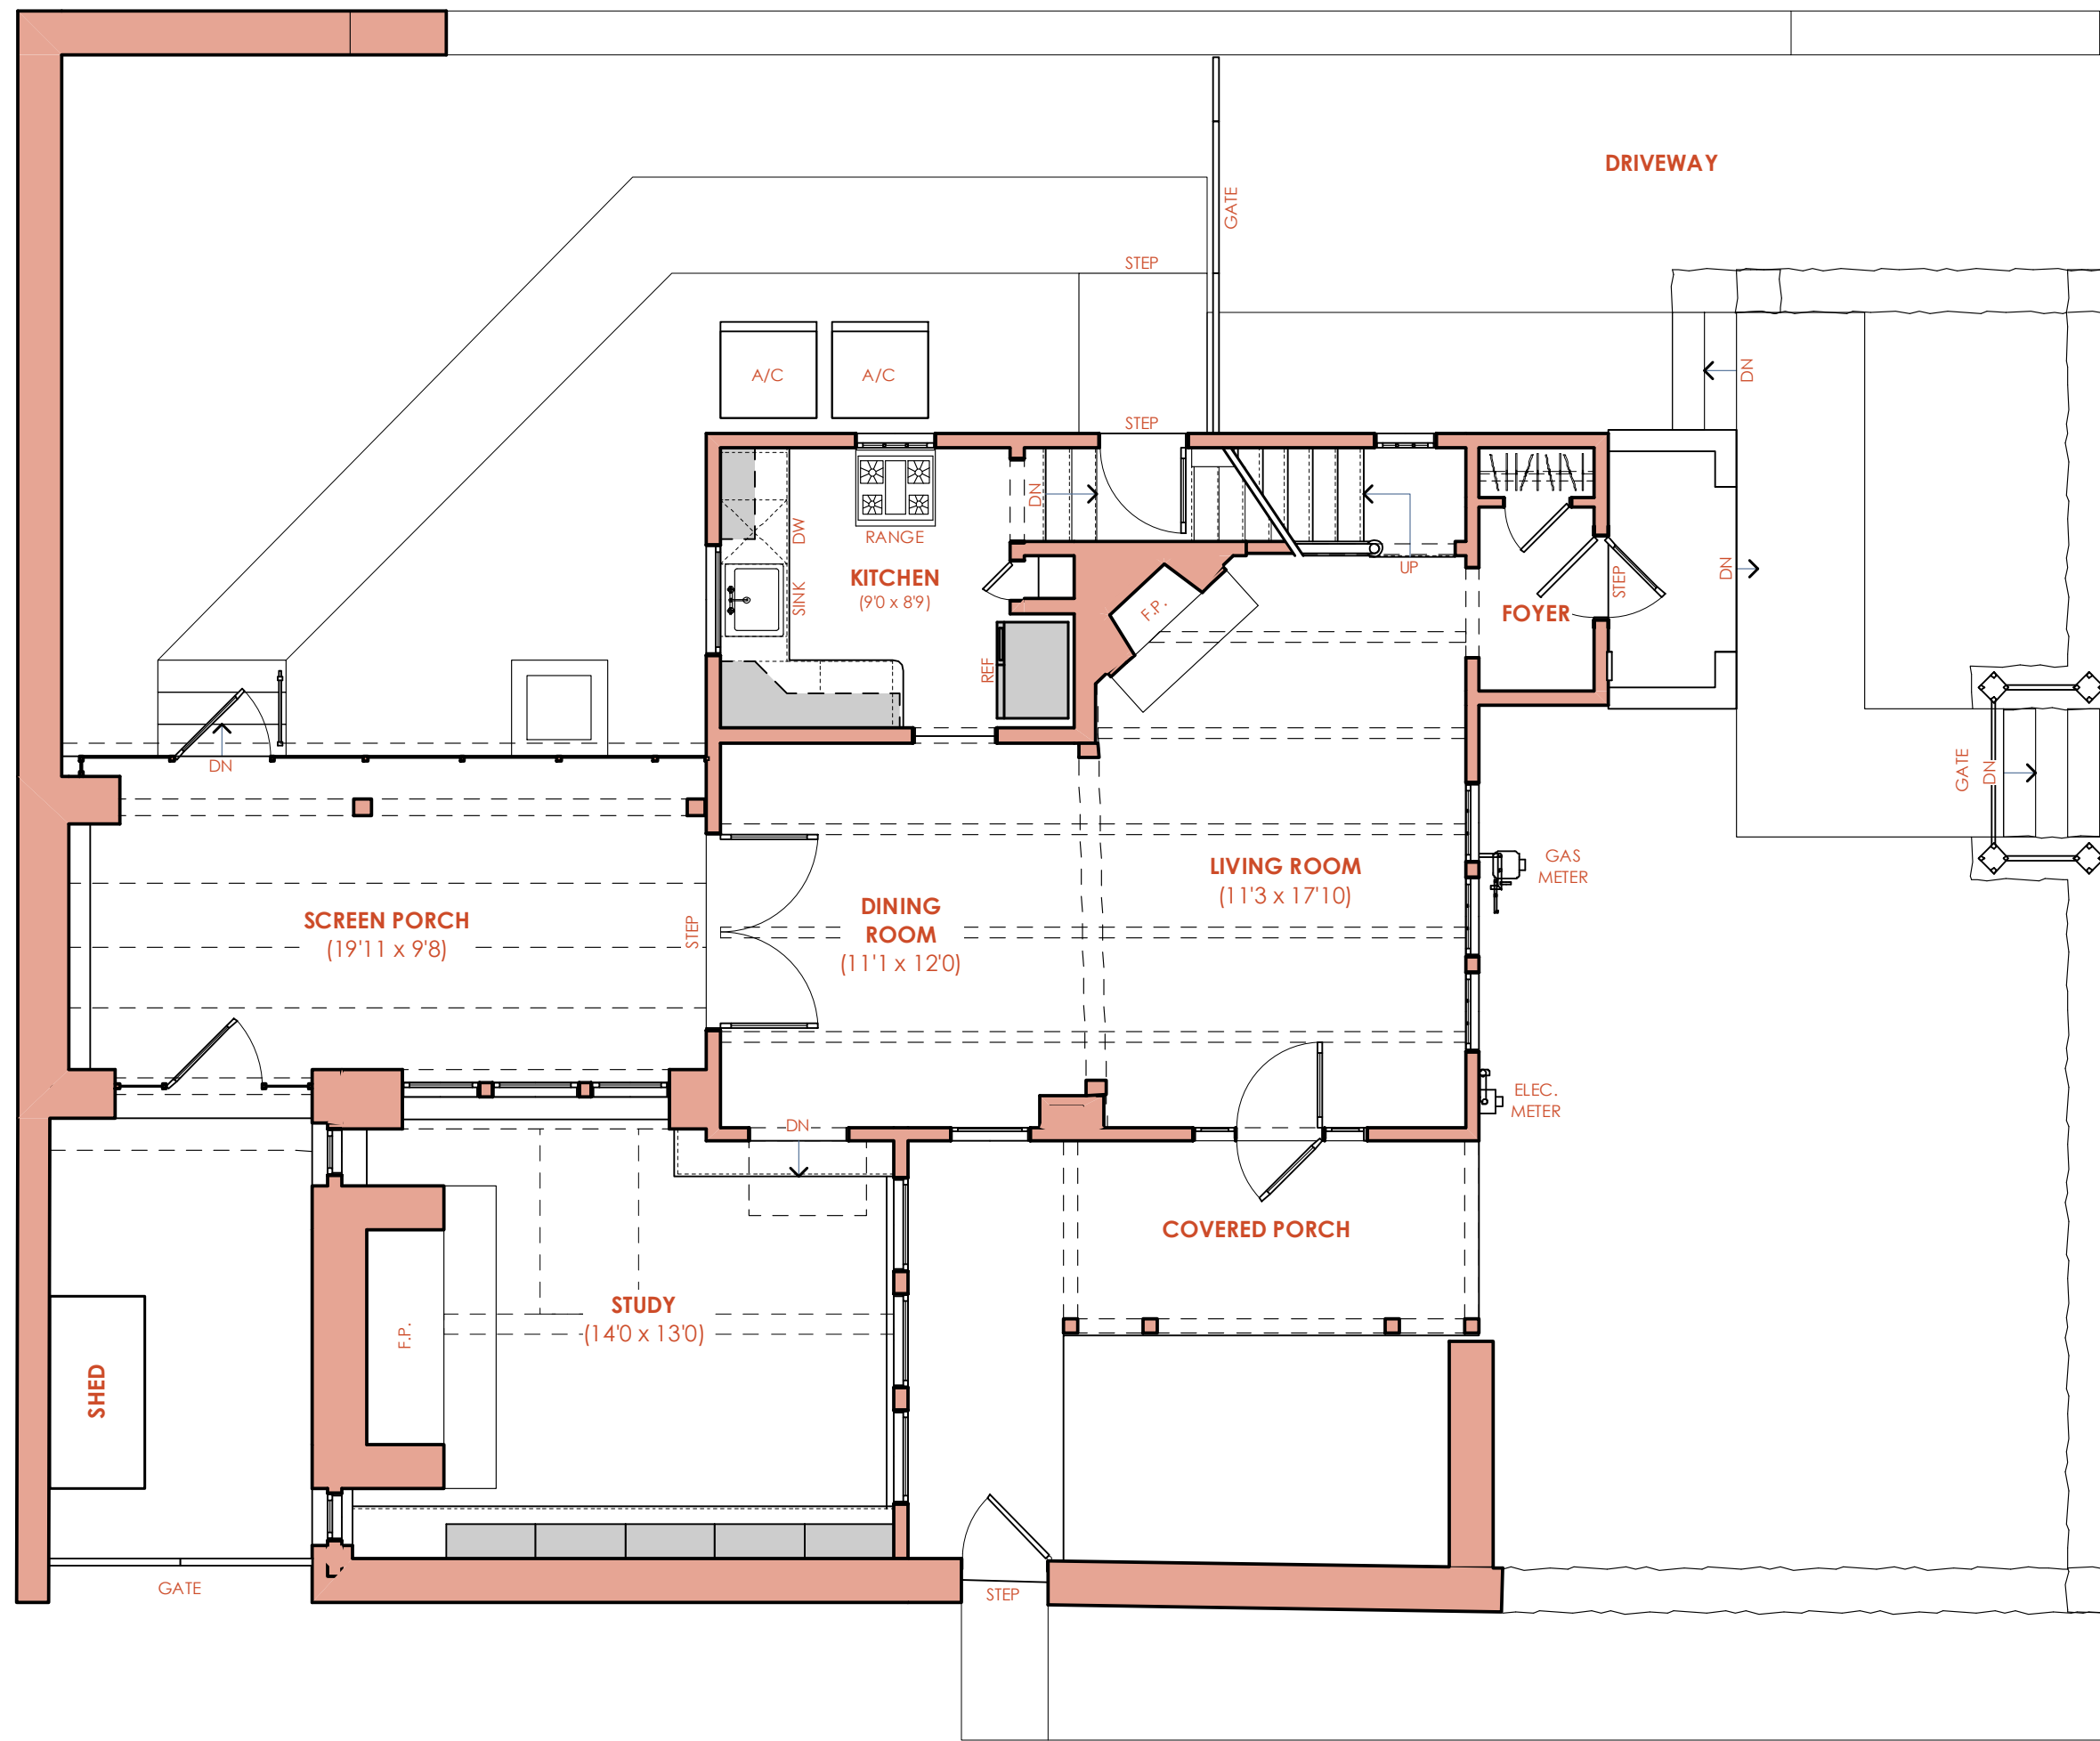 DRIVEWAY
GATE
STEP
A/C
A/C
DN
STEP
DN
DW
RANGE
KITCHEN
(9'0 x 8'9)
SINK
REF
F.P.
UP
FOYER
STEP
DN
DN
GATE
DN
LIVING ROOM
(11'3 x 17'10)
GAS
METER
SCREEN PORCH
(19'11 x 9'8)
STEP
DINING
ROOM
(11'1 x 12'0)
ELEC.
METER
DN
COVERED PORCH
STUDY
(14'0 x 13'0)
F.P.
SHED
GATE
STEP